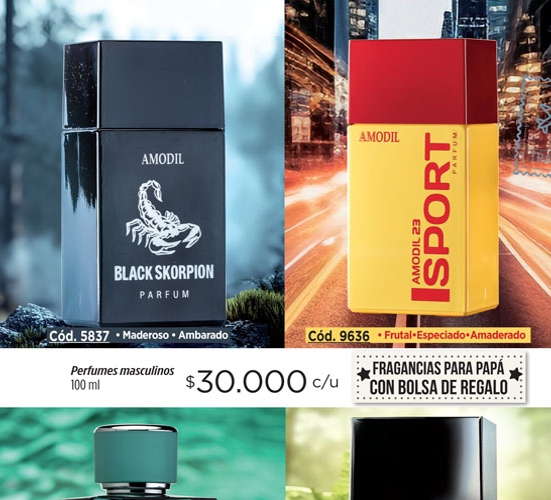 AMODIL
BLACK SKORPION
PARFUM
Cód. 5837 • Maderoso • Ambarado
AMODIL
AMODIL 23
SPORT
PARFUM
Cód. 9636 • Frutal•Especiado•Amaderado
Perfumes masculinos
100 ml
$30.000 c/u
FRAGANCIAS PARA PAPÁ
CON BOLSA DE REGALO